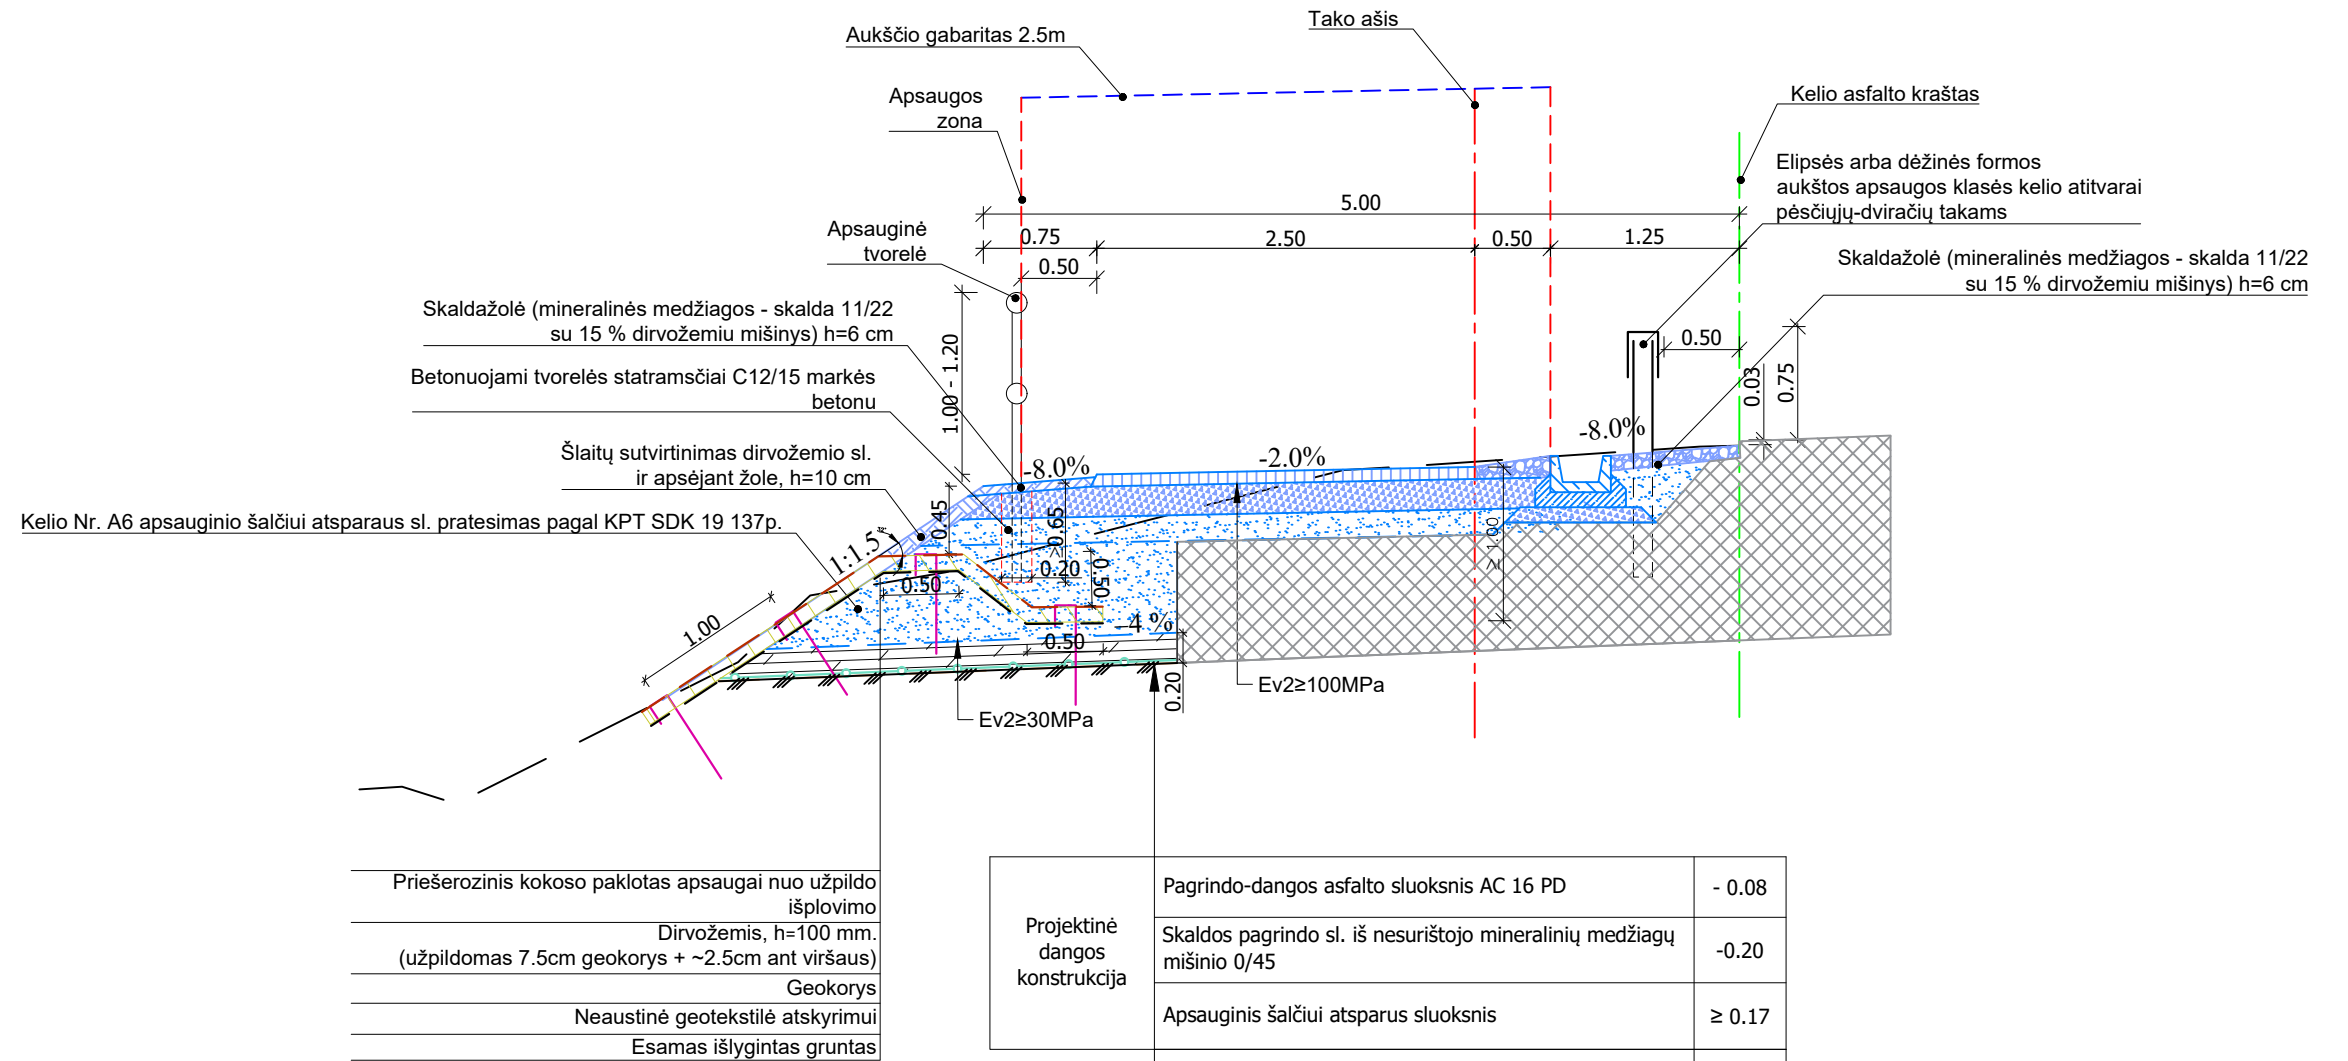 Tako ašis
Aukščio gabaritas 2.5m
Apsaugos
zona
Kelio asfalto kraštas
Elipsės arba dėžinės formos
aukštos apsaugos klasės kelio atitvarai
pėsčiųjų-dviračių takams
5.00
Apsauginė
tvorelė
0.75
2.50
0.50
1.25
0.50
Skaldažolė (mineralinės medžiagos - skalda 11/22
su 15 % dirvožemiu mišinys) h=6 cm
Skaldažolė (mineralinės medžiagos - skalda 11/22
su 15 % dirvožemiu mišinys) h=6 cm
1.00 - 1.20
0.50
0.03
0.75
Betonuojami tvorelės statramsčiai C12/15 markės
betonu
-8.0%
-2.0%
-8.0%
Šlaitų sutvirtinimas dirvožemio sl.
ir apsėjant žole, h=10 cm
Kelio Nr. A6 apsauginio šalčiui atsparaus sl. pratesimas pagal KPT SDK 19 137p.
0.45
≥0.65
≥1.00
1:1.5
0.50
0.20
0.50
1.00
-4 %
0.50
0.20
Ev2≥100MPa
Ev2≥30MPa
Priešerozinis kokoso paklotas apsaugai nuo užpildo
išplovimo
Dirvožemis, h=100 mm.
(užpildomas 7.5cm geokorys + ~2.5cm ant viršaus)
Geokorys
Neaustinė geotekstilė atskyrimui
Esamas išlygintas gruntas
Projektinė
dangos
konstrukcija
Pagrindo-dangos asfalto sluoksnis AC 16 PD
- 0.08
Skaldos pagrindo sl. iš nesurištojo mineralinių medžiagų
mišinio 0/45
-0.20
Apsauginis šalčiui atsparus sluoksnis
≥ 0.17